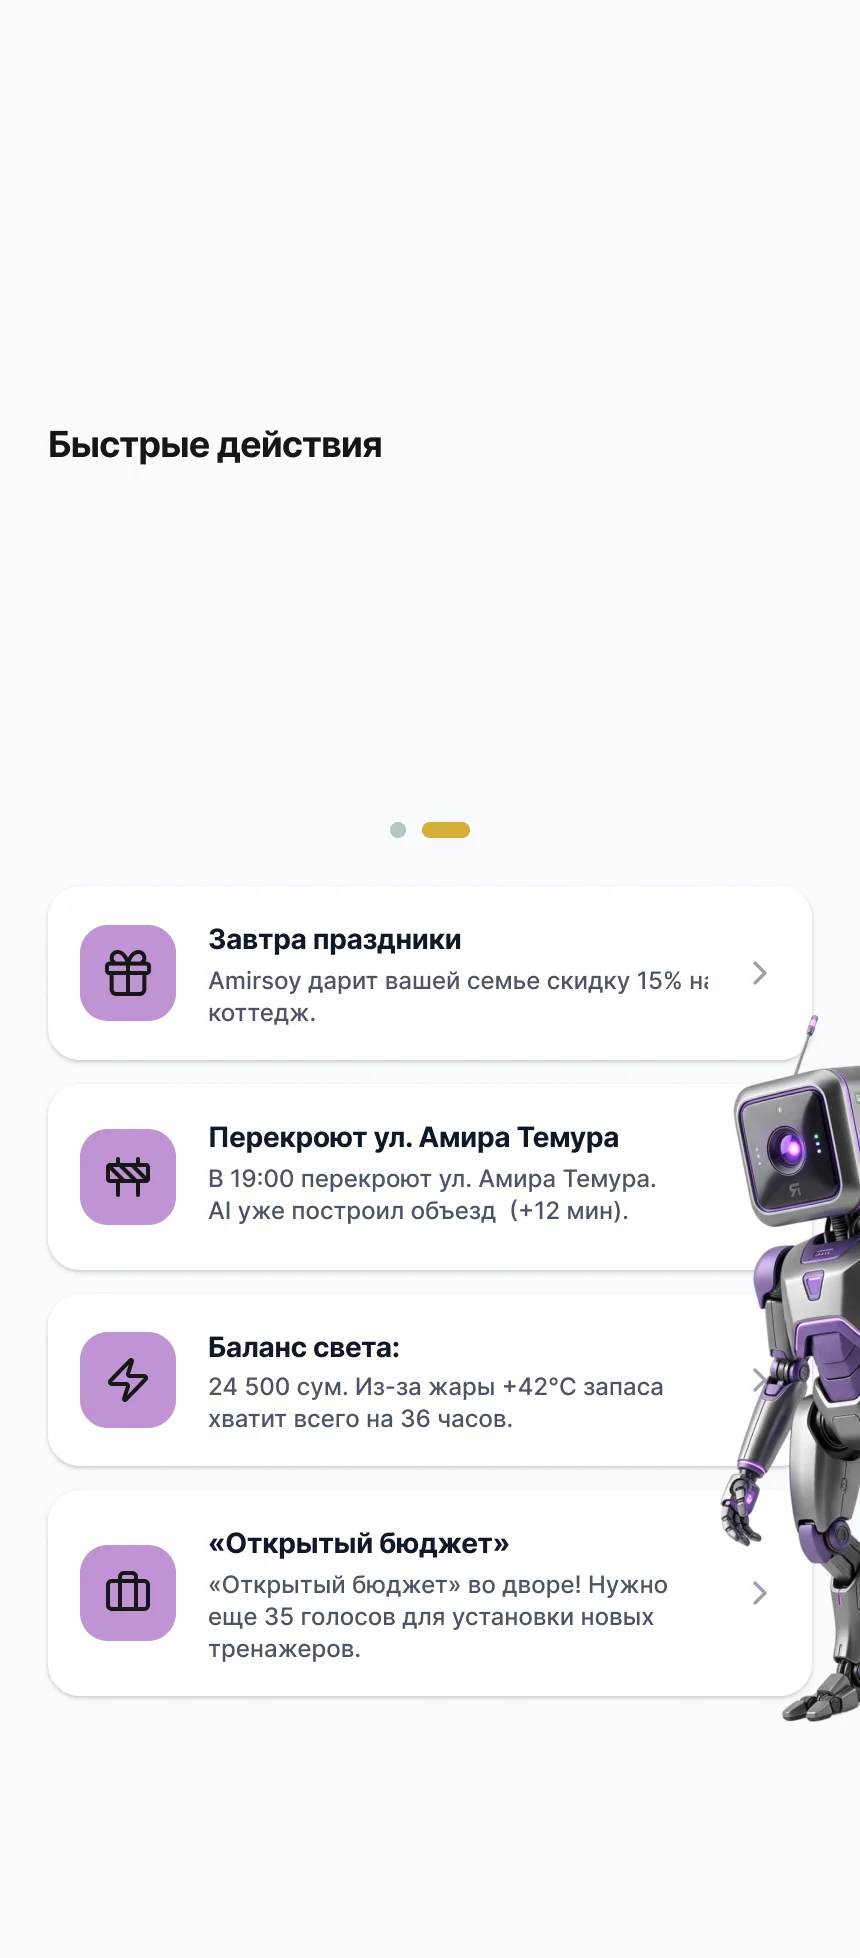 Быстрые действия
Завтра праздники
Amirsoy дарит вашей семье скидку 15% на
коттедж.
Перекроют ул. Амира Темура
В 19:00 перекроют ул. Амира Темура.
AI уже построил объезд (+12 мин).
Баланс света:
24 500 сум. Из-за жары +42°C запаса
хватит всего на 36 часов.
«Открытый бюджет»
«Открытый бюджет» во дворе! Нужно
еще 35 голосов для установки новых
тренажеров.